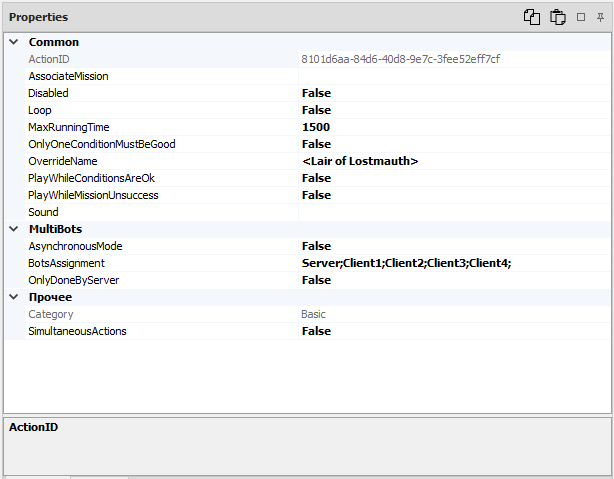 Properties
Common
ActionID 8101d6aa-84d6-40d8-9e7c-3fee52eff7cf
AssociateMission
Disabled False
Loop False
MaxRunningTime 1500
OnlyOneConditionMustBeGood False
OverrideName <Lair of Lostmauth>
PlayWhileConditionsAreOk False
PlayWhileMissionUnsuccess False
Sound
MultiBots
AsynchronousMode False
BotsAssignment Server;Client1;Client2;Client3;Client4;
OnlyDoneByServer False
Прочее
Category Basic
SimultaneousActions False
ActionID